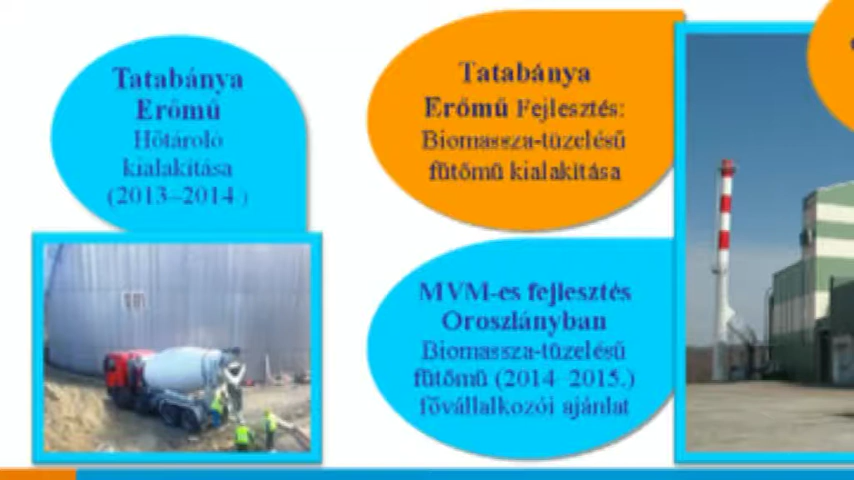 Tatabánya
Erőmű
Hőtároló
kialakítása
(2013–2014 )
Tatabánya
Erőmű Fejlesztés:
Biomassza-tüzelésű
fűtőmű kialakítása
MVM-es fejlesztés
Oroszlányban
Biomassza-tüzelésű
fűtőmű (2014–2015.)
fővállalkozói ajánlat